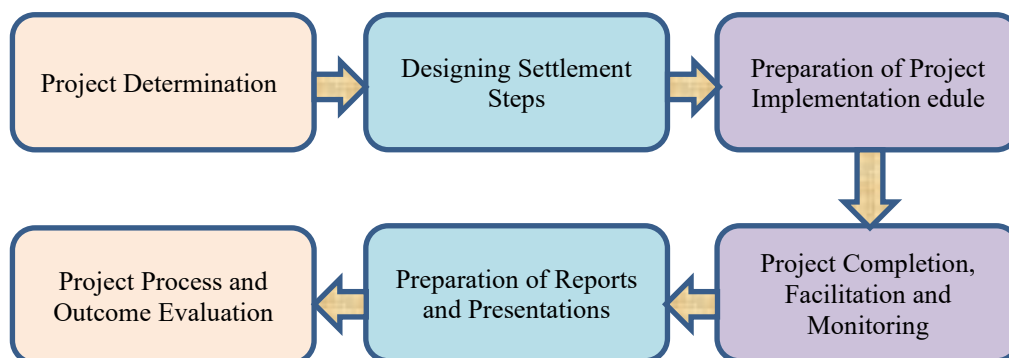 Project Determination
Designing Settlement
Steps
Preparation of Project
Implementation edule
Project Completion,
Facilitation and
Monitoring
Preparation of Reports
and Presentations
Project Process and
Outcome Evaluation